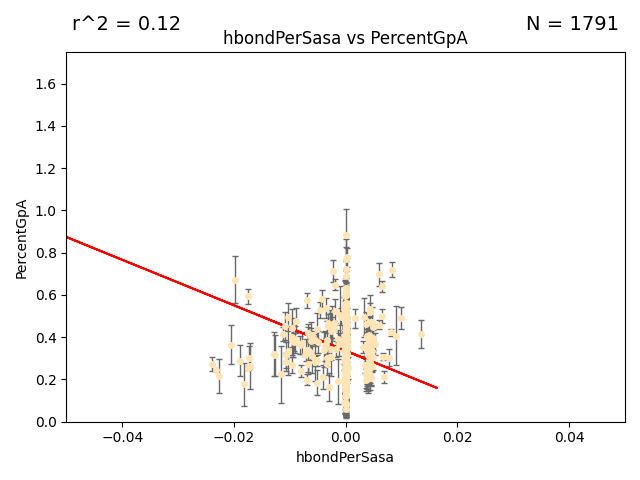 r^2 = 0.12
N = 1791
hbondPerSasa vs PercentGpA
1.6
1.4
1.2
1.0
0.8
0.6
0.4
0.2
0.0
PercentGpA
−0.04
−0.02
0.00
0.02
0.04
hbondPerSasa